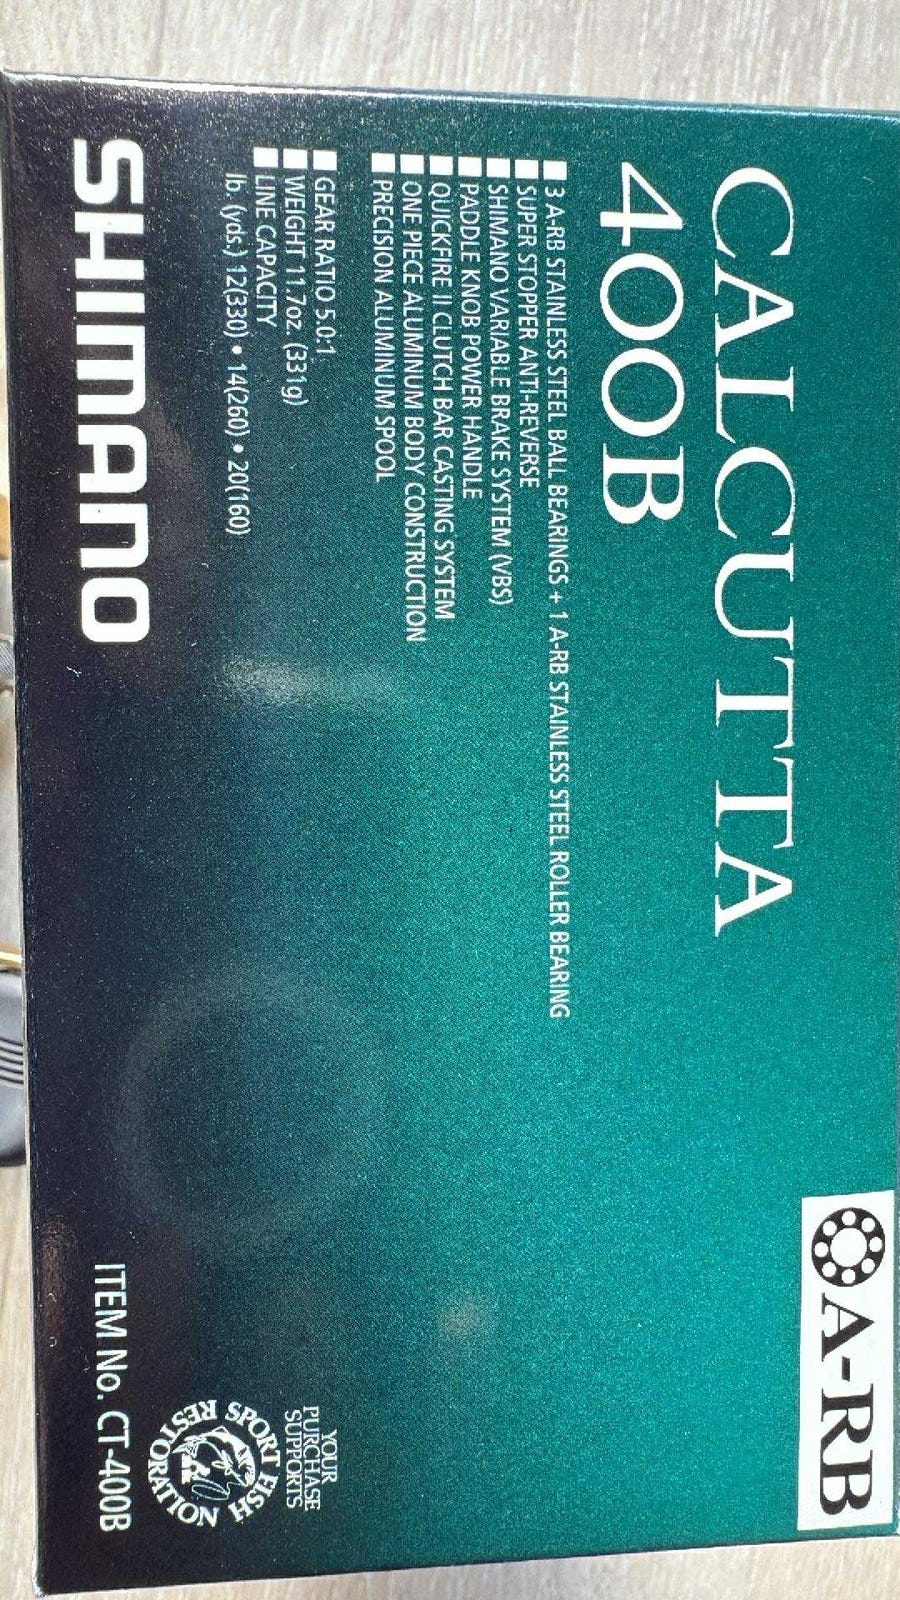 CALCUTTA
400B
A-RB
3 A-RB STAINLESS STEEL BALL BEARINGS + 1 A-RB STAINLESS STEEL ROLLER BEARING
SUPER STOPPER ANTI-REVERSE
SHIMANO VARIABLE BRAKE SYSTEM (VBS)
PADDLE KNOB POWER HANDLE
QUICKFIRE II CLUTCH BAR CASTING SYSTEM
ONE PIECE ALUMINUM BODY CONSTRUCTION
PRECISION ALUMINUM SPOOL
GEAR RATIO 5.0:1
WEIGHT 11.7oz. (331g)
LINE CAPACITY
lb. (yds.) 12(330) • 14(260) • 20(160)
SHIMANO
YOUR
PURCHASE
SUPPORTS
SPORT FISH
RESTORATION
ITEM No. CT-400B